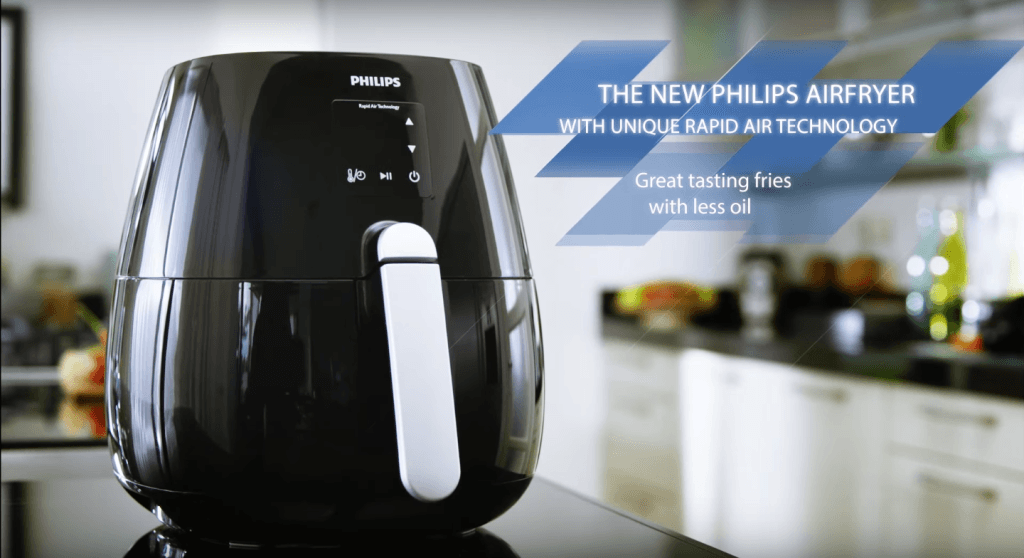 PHILIPS
Rapid Air Technology
THE NEW PHILIPS AIRFRYER
WITH UNIQUE RAPID AIR TECHNOLOGY
Great tasting fries
with less oil